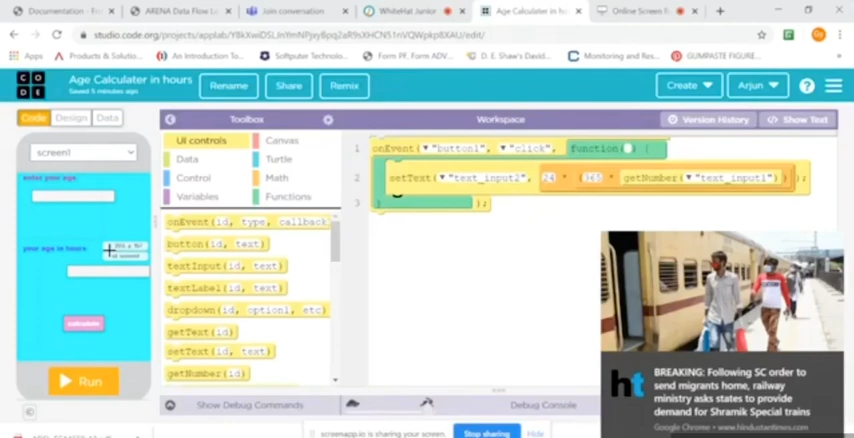 Documentation:
ARENA Data Flow L
Join conversation
WhiteHat Junior
Age Calculater in h
Online Screen R
studio.code.org/projects/applab/
/edit/
Apps
Products & Solutio...
An Introduction To...
Softputer Technolo...
Form PF, Form ADV...
D. E. Shaw's David...
Monitoring and Res...
GUMPASTE FIGURE...
CODE
Age Calculater in hours
Saved 5 minutes ago
Rename
Share
Remix
Create
Arjun
?
Code
Design
Data
Toolbox
Workspace
Version History
</> Show Text
screen1
enter your age
your age in hours
calculate
Run
UI controls
Canvas
Data
Turtle
Control
Math
Variables
Functions
onEvent(id, type, callback
button(id, text)
textInput(id, text)
textLabel(id, text)
dropdown(id, option1, etc)
getText(id)
setText(id, text)
getNumber(id)
1 onEvent("button1", "click", function() {
2 setText("text_input2", 24 * (365 * getNumber("text_input1")));
3 });
Show Debug Commands
Debug Console
ht
BREAKING: Following SC order to
send migrants home, railway
ministry asks states to provide
demand for Shramik Special trains
Google Chrome • www.hindustantimes.com
screenapp.io is sharing your screen.
Stop sharing
Hide